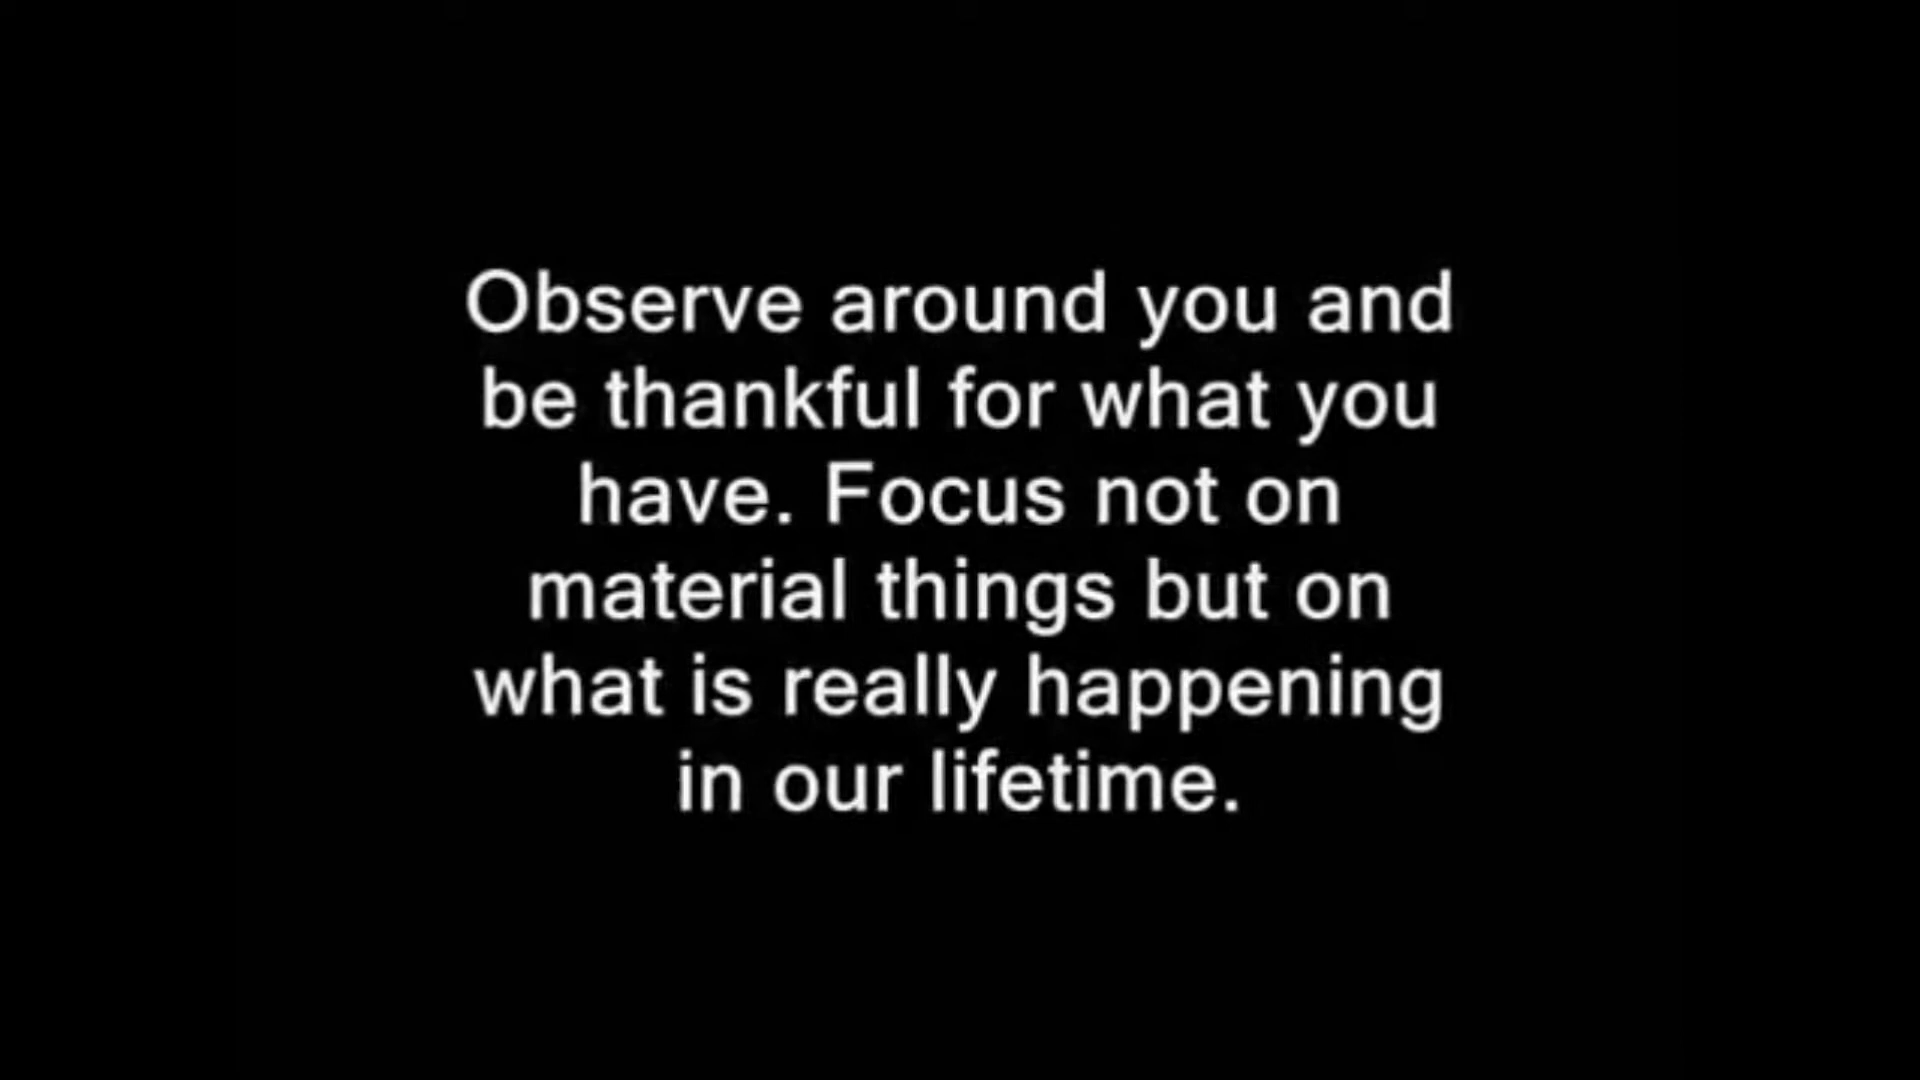 Observe around you and
be thankful for what you
have. Focus not on
material things but on
what is really happening
in our lifetime.